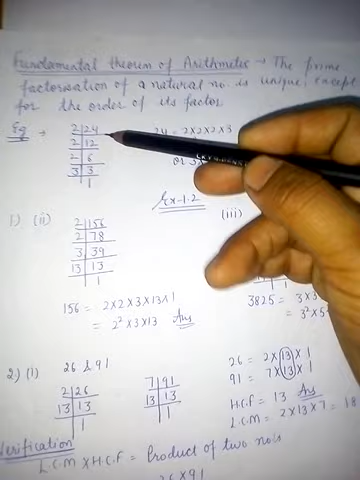 Fundamental theorem of Arithmetic → The prime
factorisation of a natural no. is unique, except
for the order of its factor
Eg → 2 | 24
2 | 12
2 | 6
3 | 3
1
24 = 2×2×2×3
or
Ex-1.2
1) (ii) 2 | 156
2 | 78
3 | 39
13 | 13
1
156 = 2×2×3×13×1
= 2²×3×13 Ans
(iii)
1
3825 = 3×3
= 3²×5
2) (i) 26 & 91
2 | 26
13 | 13
1
7 | 91
13 | 13
1
26 = 2×13×1
91 = 7×13×1
H.C.F = 13 Ans
L.C.M = 2×13×7 = 18
Verification
L.C.M × H.C.F = Product of two no.s
26×91